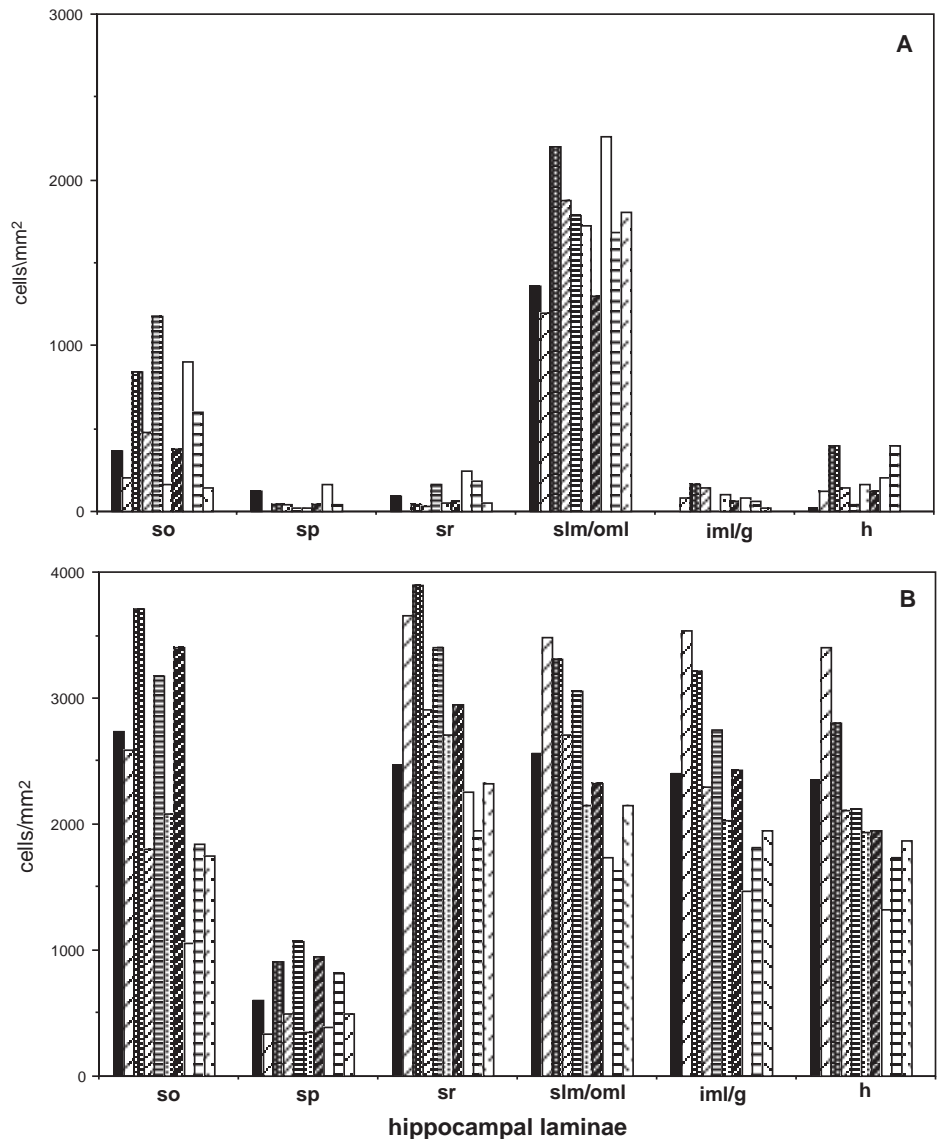 3000
A
2000
cells\mm2
1000
0
so sp sr slm/oml iml/g h
4000
B
3000
cells/mm2
2000
1000
0
so sp sr slm/oml iml/g h
hippocampal laminae